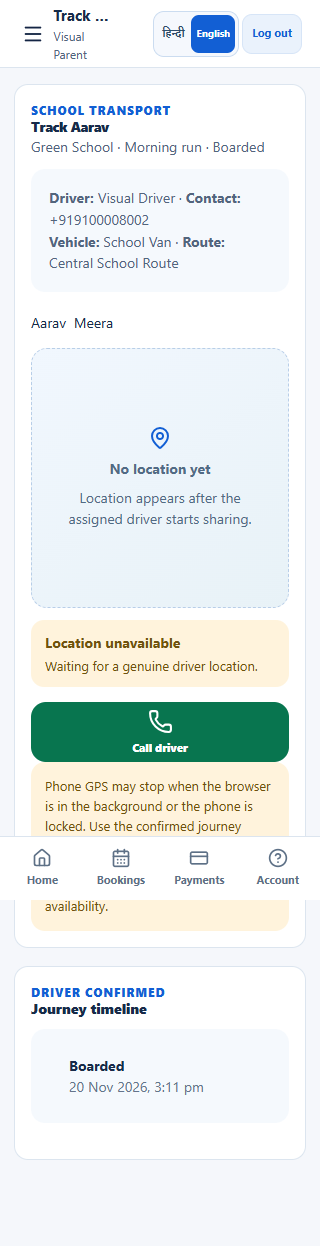 Track ...
Visual
Parent
हिन्दी
English
Log out
SCHOOL TRANSPORT
Track Aarav
Green School · Morning run · Boarded
Driver: Visual Driver · Contact:
+919100008002
Vehicle: School Van · Route:
Central School Route
Aarav Meera
No location yet
Location appears after the
assigned driver starts sharing.
Location unavailable
Waiting for a genuine driver location.
Call driver
Phone GPS may stop when the browser
is in the background or the phone is
locked. Use the confirmed journey
Home
Bookings
Payments
Account
availability.
DRIVER CONFIRMED
Journey timeline
Boarded
20 Nov 2026, 3:11 pm